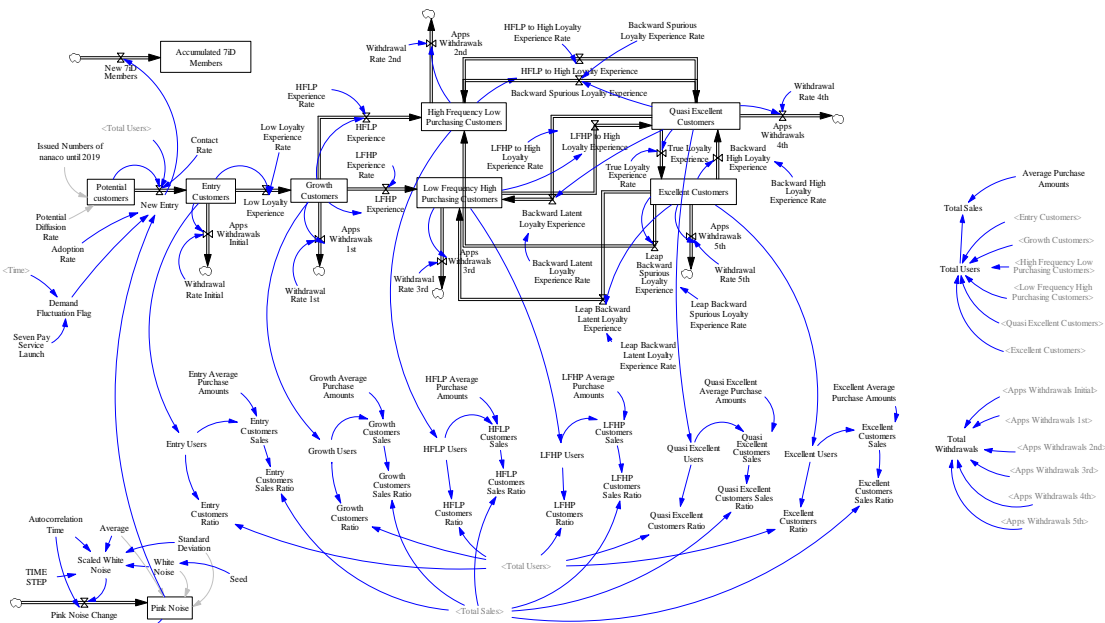 Accumulated 7iD
Members
New 7iD
Members
<Total Users>
Issued Numbers of
nanaco until 2019
Contact
Rate
Potential
customers
New Entry
Potential
Diffusion
Rate
Adoption
Rate
<Time>
Demand
Fluctuation Flag
Seven Pay
Service
Launch
Entry
Customers
Apps
Withdrawals
Initial
Withdrawal
Rate Initial
Low Loyalty
Experience
Rate
Low Loyalty
Experience
Growth
Customers
Apps
Withdrawals
1st
Withdrawal
Rate 1st
HFLP
Experience
Rate
HFLP
Experience
LFHP
Experience
Rate
LFHP
Experience
Withdrawal
Rate 2nd
Apps
Withdrawals
2nd
High Frequency Low
Purchasing Customers
Low Frequency High
Purchasing Customers
Apps
Withdrawals
3rd
Withdrawal
Rate 3rd
HFLP to High Loyalty
Experience Rate
Backward Spurious
Loyalty Experience Rate
HFLP to High Loyalty Experience
Backward Spurious Loyalty Experience
LFHP to High
Loyalty
Experience Rate
LFHP to High
Loyalty Experience
Backward Latent
Loyalty Experience
Backward Latent
Loyalty
Experience Rate
Quasi Excellent
Customers
Withdrawal
Rate 4th
Apps
Withdrawals
4th
True Loyalty
Experience
True Loyalty
Experience
Rate
Backward
High Loyalty
Experience
Backward High
Loyalty
Experience Rate
Excellent Customers
Apps
Withdrawals
5th
Withdrawal
Rate 5th
Leap
Backward
Spurious
Loyalty
Experience
Leap Backward
Spurious Loyalty
Experience Rate
Leap Backward
Latent Loyalty
Experience
Leap Backward
Latent Loyalty
Experience Rate
Average Purchase
Amounts
Total Sales
<Entry Customers>
<Growth Customers>
Total Users
<High Frequency Low
Purchasing Customers>
<Low Frequency High
Purchasing Customers>
<Quasi Excellent Customers>
<Excellent Customers>
Entry Average
Purchase
Amounts
Entry Users
Entry
Customers
Sales
Entry
Customers
Sales Ratio
Entry
Customers
Ratio
Growth Average
Purchase
Amounts
Growth Users
Growth
Customers
Sales
Growth
Customers
Sales Ratio
Growth
Customers
Ratio
HFLP Average
Purchase
Amounts
HFLP Users
HFLP
Customers
Sales
HFLP
Customers
Sales Ratio
HFLP
Customers
Ratio
LFHP Average
Purchase
Amounts
LFHP Users
LFHP
Customers
Sales
LFHP
Customers
Sales Ratio
LFHP
Customers
Ratio
Quasi Excellent
Average Purchase
Amounts
Quasi Excellent
Users
Quasi
Excellent
Customers
Sales
Quasi Excellent
Customers Sales
Ratio
Quasi Excellent
Customers Ratio
Excellent Average
Purchase Amounts
Excellent Users
Excellent
Customers
Sales
Excellent
Customers
Sales Ratio
Excellent
Customers
Ratio
<Apps Withdrawals Initial>
<Apps Withdrawals 1st>
Total
Withdrawals
<Apps Withdrawals 2nd>
<Apps Withdrawals 3rd>
<Apps Withdrawals 4th>
<Apps Withdrawals 5th>
Autocorrelation
Time
Average
Standard
Deviation
Scaled White
Noise
White
Noise
TIME
STEP
Seed
Pink Noise Change
Pink Noise
<Total Users>
<Total Sales>